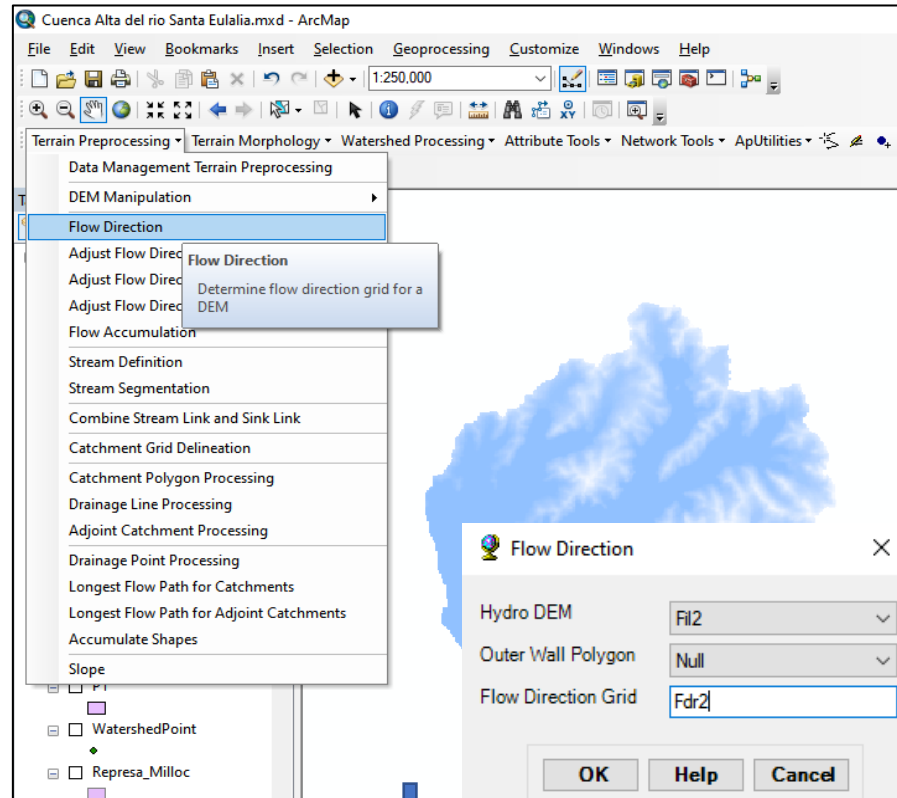 Cuenca Alta del rio Santa Eulalia.mxd - ArcMap
File Edit View Bookmarks Insert Selection Geoprocessing Customize Windows Help
1:250,000
Terrain Preprocessing Terrain Morphology Watershed Processing Attribute Tools Network Tools ApUtilities
Data Management Terrain Preprocessing
DEM Manipulation
Flow Direction
Adjust Flow Direc
Adjust Flow Direc
Adjust Flow Direc
Flow Direction
Determine flow direction grid for a
DEM
Flow Accumulation
Stream Definition
Stream Segmentation
Combine Stream Link and Sink Link
Catchment Grid Delineation
Catchment Polygon Processing
Drainage Line Processing
Adjoint Catchment Processing
Drainage Point Processing
Longest Flow Path for Catchments
Longest Flow Path for Adjoint Catchments
Accumulate Shapes
Slope
WatershedPoint
Represa_Milloc
Flow Direction
Hydro DEM Fil2
Outer Wall Polygon Null
Flow Direction Grid Fdr2
OK Help Cancel